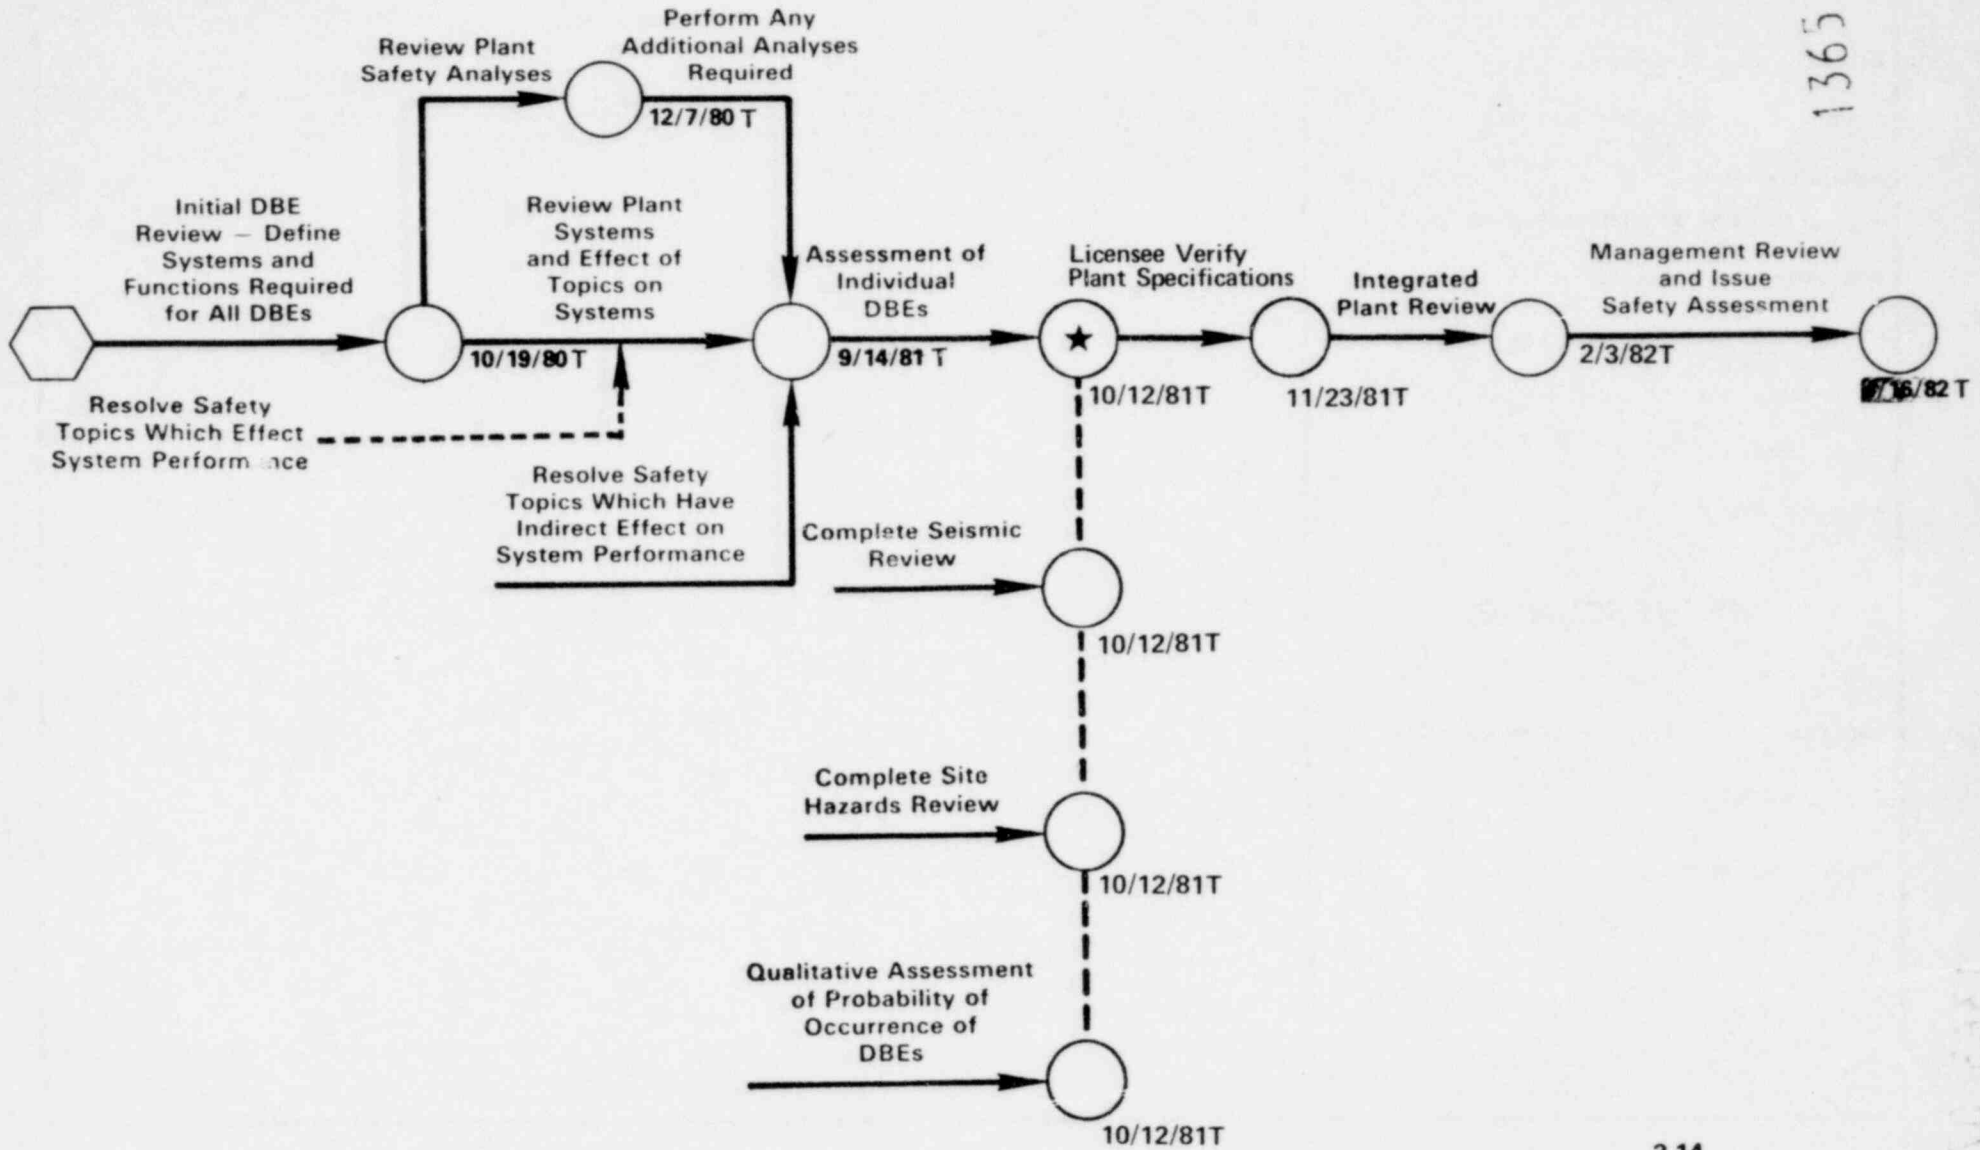 1365
Perform Any
Additional Analyses
Required
Review Plant
Safety Analyses
12/7/80 T
Initial DBE
Review — Define
Systems and
Functions Required
for All DBEs
Review Plant
Systems
and Effect of
Topics on
Systems
Assessment of
Individual
DBEs
Licensee Verify
Plant Specifications
Integrated
Plant Review
Management Review
and Issue
Safety Assessment
★
10/19/80 T
9/14/81 T
10/12/81T
11/23/81T
2/3/82T
/82 T
Resolve Safety
Topics Which Effect
System
Resolve Safety
Topics Which Have
Indirect Effect on
System Performance
Complete Seismic
Review
10/12/81T
Complete Site
Hazards Review
10/12/81T
Qualitative Assessment
of Probability of
Occurrence of
DBEs
10/12/81T